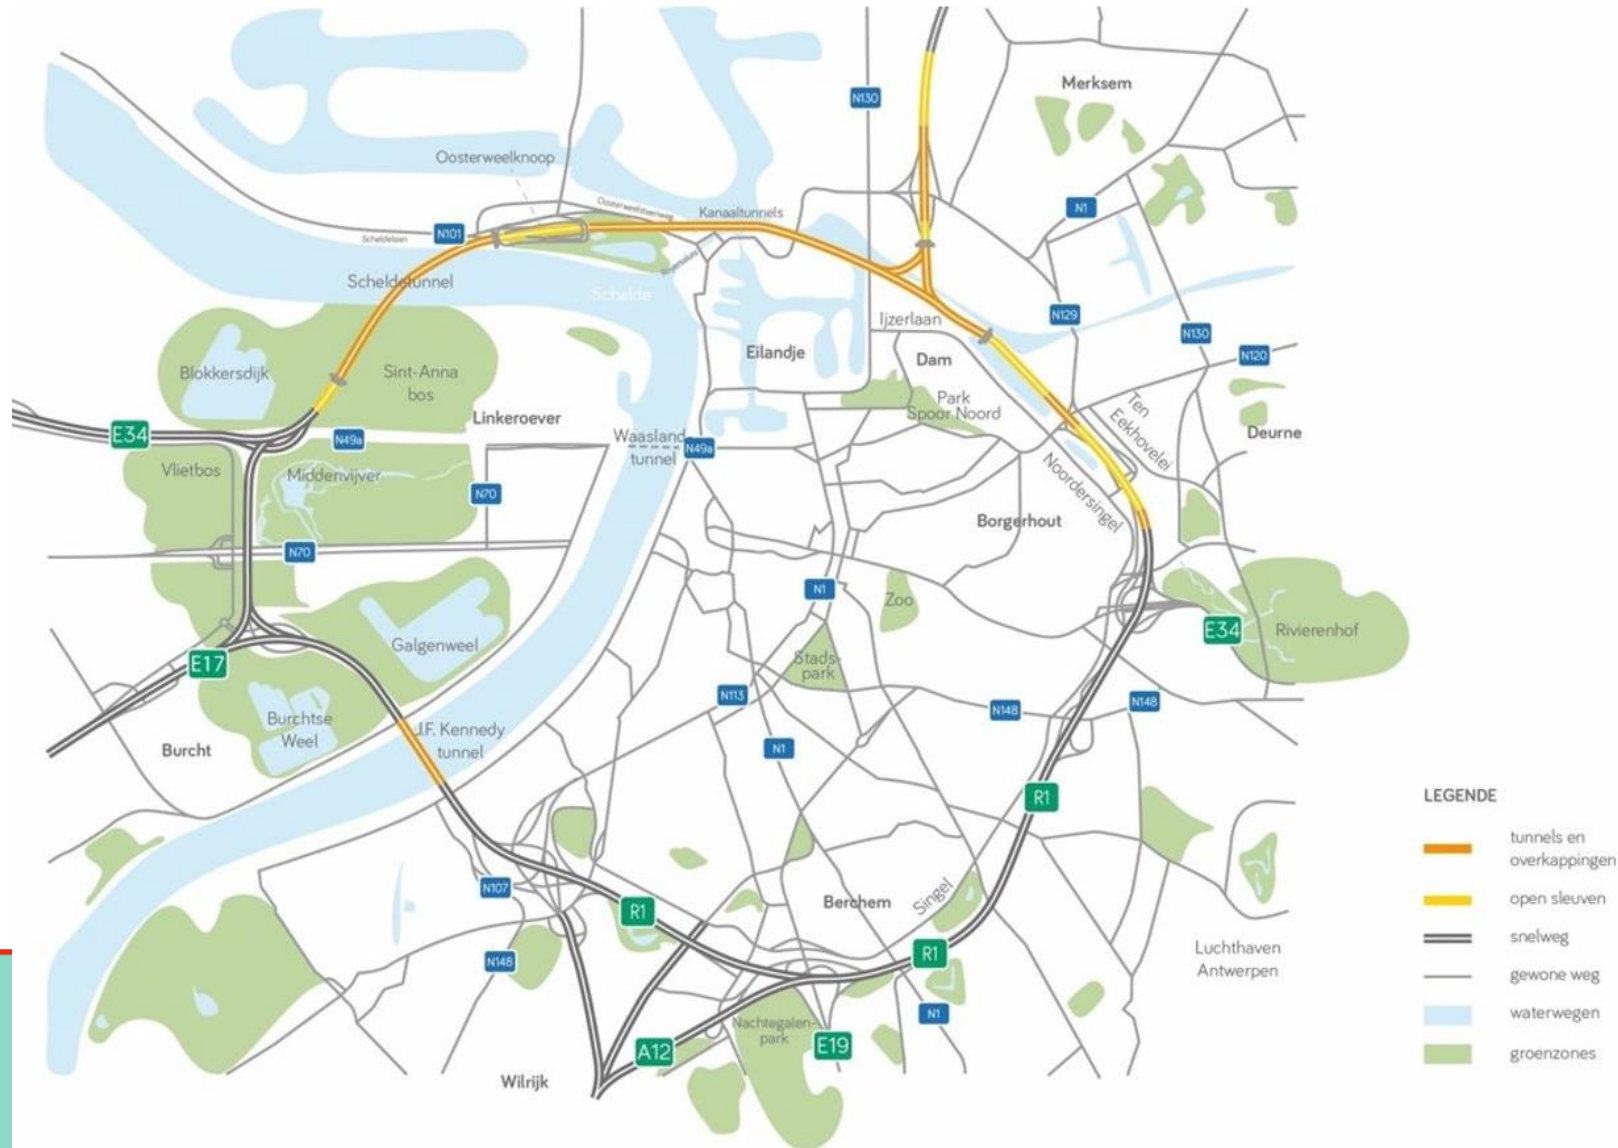 Merksem
N130
Oosterweelknoop
Oosterweelsteenweg
N1
Kanaaltunnels
N101
Scheldelaan
Scheldetunnel
Schelde
Ijzerlaan
N129
N130
Eilandje
Dam
N120
Blokkersdijk
Sint-Anna
bos
Park
Spoor Noord
Ten
Eekhovelei
Linkeroever
Deurne
E34
N49a
Waasland
tunnel
N49a
Vlietbos
Middenvijver
N70
Noordersingel
Borgerhout
N70
N1
Zoo
E34
Rivierenhof
Galgenweel
E17
Stads-
park
N113
N148
N148
Burchtse
Weel
J.F. Kennedy
tunnel
Burcht
N1
R1
LEGENDE
tunnels en
overkappingen
open sleuven
snelweg
gewone weg
waterwegen
groenzones
N107
R1
Berchem
Singel
R1
Luchthaven
Antwerpen
N148
N1
Nachtegalen-
park
E19
A12
Wilrijk